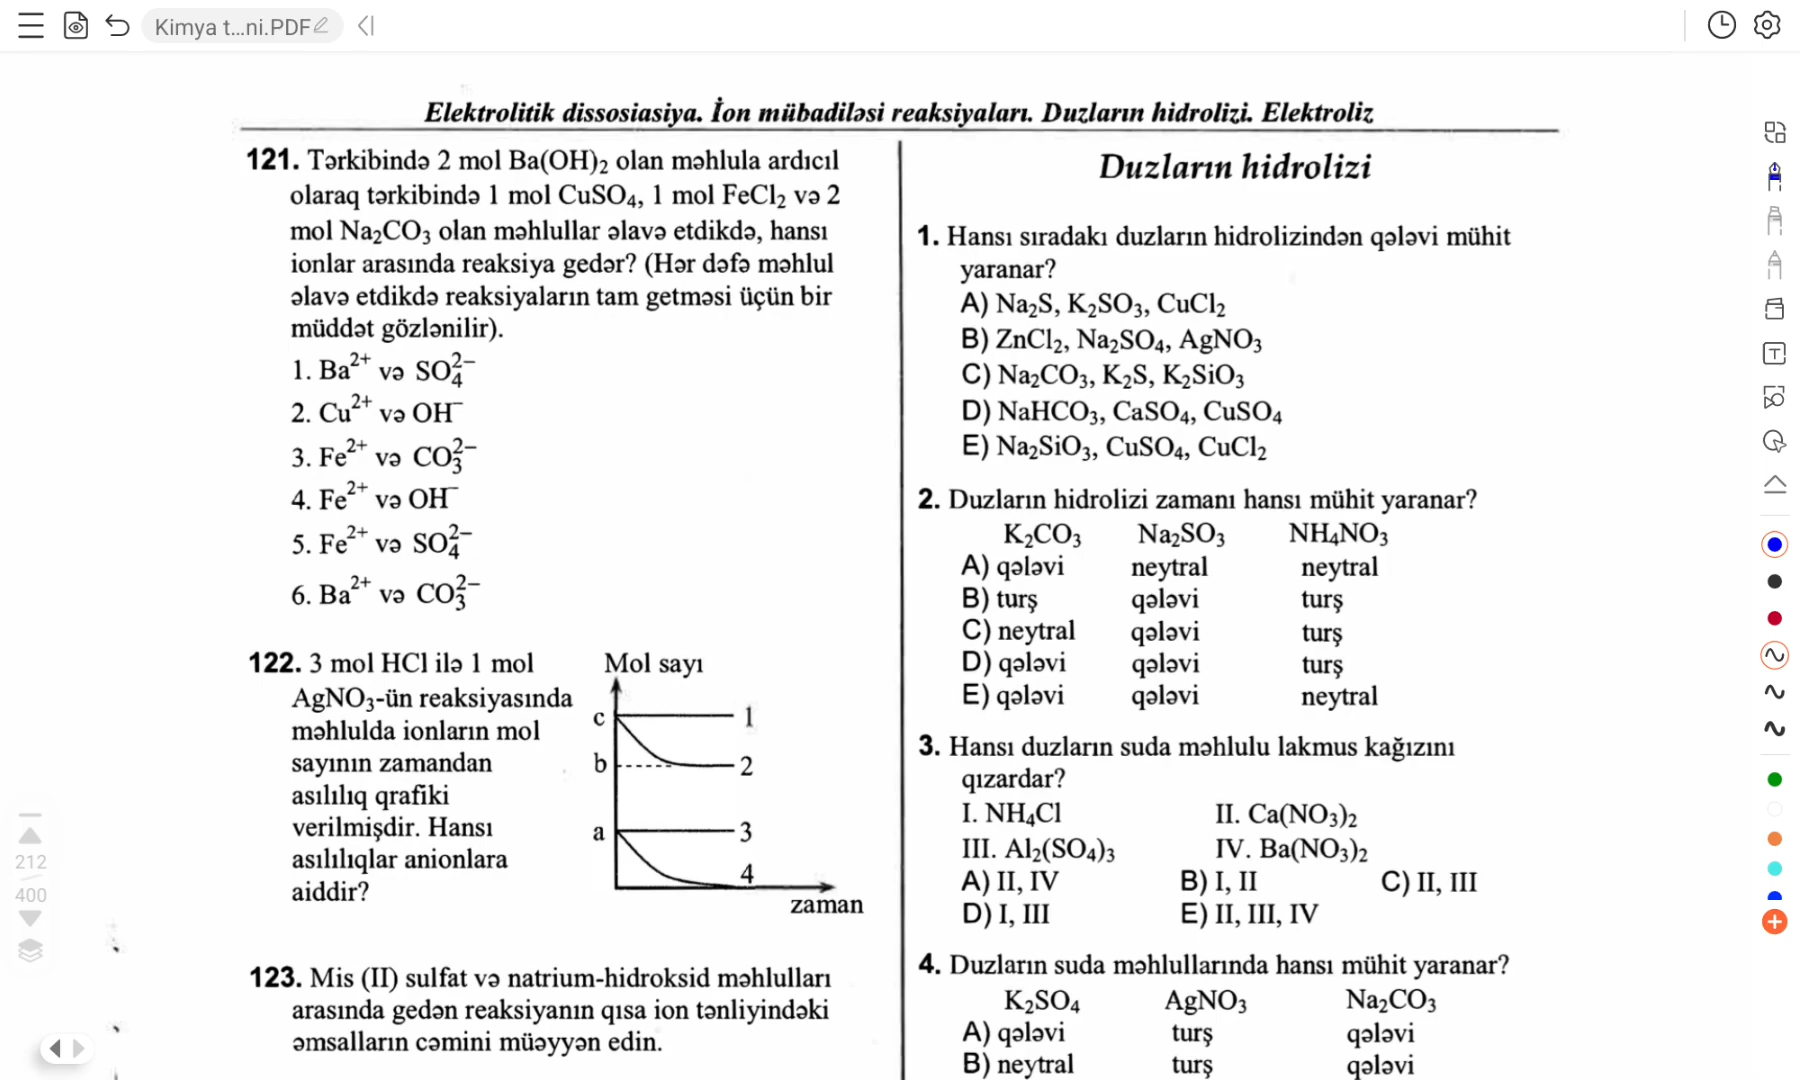 Kimya t...ni.PDF
Elektrolitik dissosiasiya. İon mübadiləsi reaksiyaları. Duzların hidrolizi. Elektroliz
121. Tərkibində 2 mol Ba(OH)₂ olan məhlula ardıcıl
olaraq tərkibində 1 mol CuSO₄, 1 mol FeCl₂ və 2
mol Na₂CO₃ olan məhlullar əlavə etdikdə, hansı
ionlar arasında reaksiya gedər? (Hər dəfə məhlul
əlavə etdikdə reaksiyaların tam getməsi üçün bir
müddət gözlənilir).
1. Ba²⁺ və SO₄²⁻
2. Cu²⁺ və OH⁻
3. Fe²⁺ və CO₃²⁻
4. Fe²⁺ və OH⁻
5. Fe²⁺ və SO₄²⁻
6. Ba²⁺ və CO₃²⁻
122. 3 mol HCl ilə 1 mol
AgNO₃-ün reaksiyasında
məhlulda ionların mol
sayının zamandan
asılılıq qrafiki
verilmişdir. Hansı
asılılıqlar anionlara
aiddir?
Mol sayı
c 1
b 2
a 3
4
zaman
123. Mis (II) sulfat və natrium-hidroksid məhlulları
arasında gedən reaksiyanın qısa ion tənliyindəki
əmsalların cəmini müəyyən edin.
Duzların hidrolizi
1. Hansı sıradakı duzların hidrolizindən qələvi mühit
yaranar?
A) Na₂S, K₂SO₃, CuCl₂
B) ZnCl₂, Na₂SO₄, AgNO₃
C) Na₂CO₃, K₂S, K₂SiO₃
D) NaHCO₃, CaSO₄, CuSO₄
E) Na₂SiO₃, CuSO₄, CuCl₂
2. Duzların hidrolizi zamanı hansı mühit yaranar?
K₂CO₃ Na₂SO₃ NH₄NO₃
A) qələvi neytral neytral
B) turş qələvi turş
C) neytral qələvi turş
D) qələvi qələvi turş
E) qələvi qələvi neytral
3. Hansı duzların suda məhlulu lakmus kağızını
qızardar?
I. NH₄Cl II. Ca(NO₃)₂
III. Al₂(SO₄)₃ IV. Ba(NO₃)₂
A) II, IV B) I, II C) II, III
D) I, III E) II, III, IV
4. Duzların suda məhlullarında hansı mühit yaranar?
K₂SO₄ AgNO₃ Na₂CO₃
A) qələvi turş qələvi
B) neytral turş qələvi
212
400